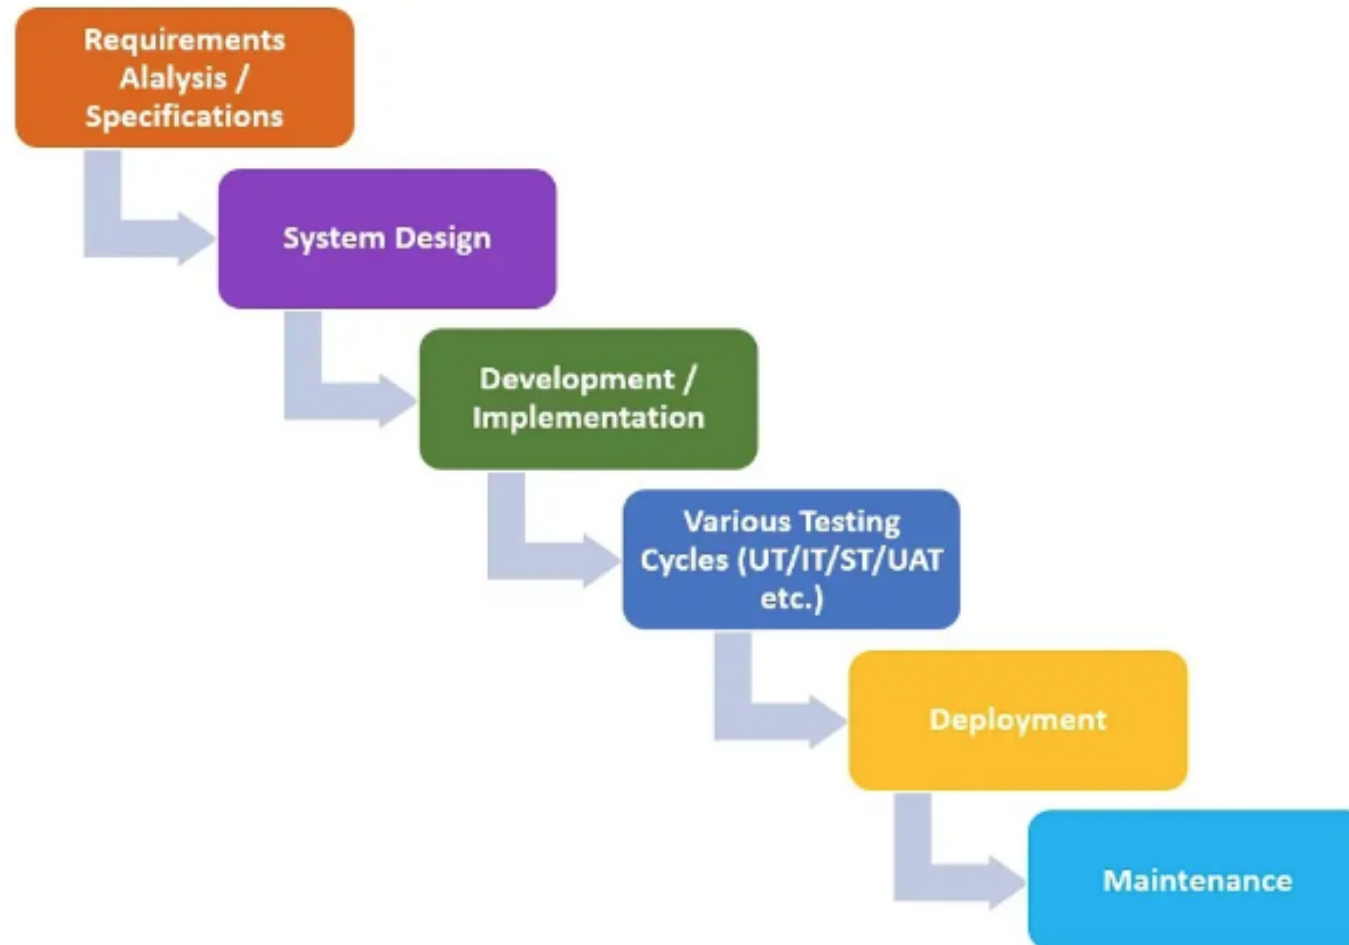 Requirements
Alalysis /
Specifications
System Design
Development /
Implementation
Various Testing
Cycles (UT/IT/ST/UAT
etc.)
Deployment
Maintenance